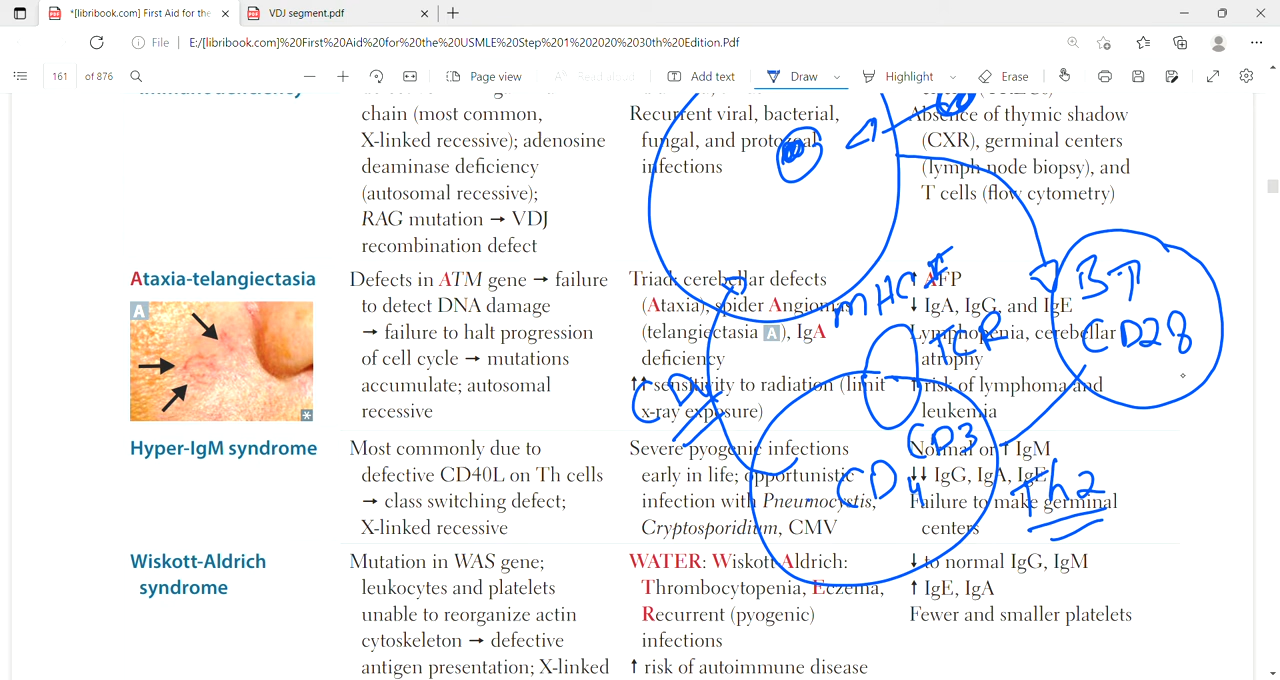 *[libribook.com] First Aid for the
VDJ segment.pdf
File
E:/[libribook.com]%20First%20Aid%20for%20the%20USMLE%20Step%201%202020%2030th%20Edition.Pdf
161 of 876
Page view
Read aloud
Add text
Draw
Highlight
Erase
chain (most common,
X-linked recessive); adenosine
deaminase deficiency
(autosomal recessive);
RAG mutation → VDJ
recombination defect
Recurrent viral, bacterial,
fungal, and protozoal
infections
Absence of thymic shadow
(CXR), germinal centers
(lymph node biopsy), and
T cells (flow cytometry)
Ataxia-telangiectasia
A
Defects in ATM gene → failure
to detect DNA damage
→ failure to halt progression
of cell cycle → mutations
accumulate; autosomal
recessive
Triad: cerebellar defects
(Ataxia), spider Angiomas
(telangiectasia A), IgA
deficiency
↑↑ sensitivity to radiation (limit
x-ray exposure)
↑ AFP
↓ IgA, IgG, and IgE
Lymphopenia, cerebellar
atrophy
↑ risk of lymphoma and
leukemia
Hyper-IgM syndrome
Most commonly due to
defective CD40L on Th cells
→ class switching defect;
X-linked recessive
Severe pyogenic infections
early in life; opportunistic
infection with Pneumocystis,
Cryptosporidium, CMV
Normal or ↑ IgM
↓↓ IgG, IgA, IgE
Failure to make germinal
centers
Wiskott-Aldrich
syndrome
Mutation in WAS gene;
leukocytes and platelets
unable to reorganize actin
cytoskeleton → defective
antigen presentation; X-linked
WATER: Wiskott-Aldrich:
Thrombocytopenia, Eczema,
Recurrent (pyogenic)
infections
↑ risk of autoimmune disease
↓ to normal IgG, IgM
↑ IgE, IgA
Fewer and smaller platelets
MHC
TCR
CD28
CD3
CD4
Th2